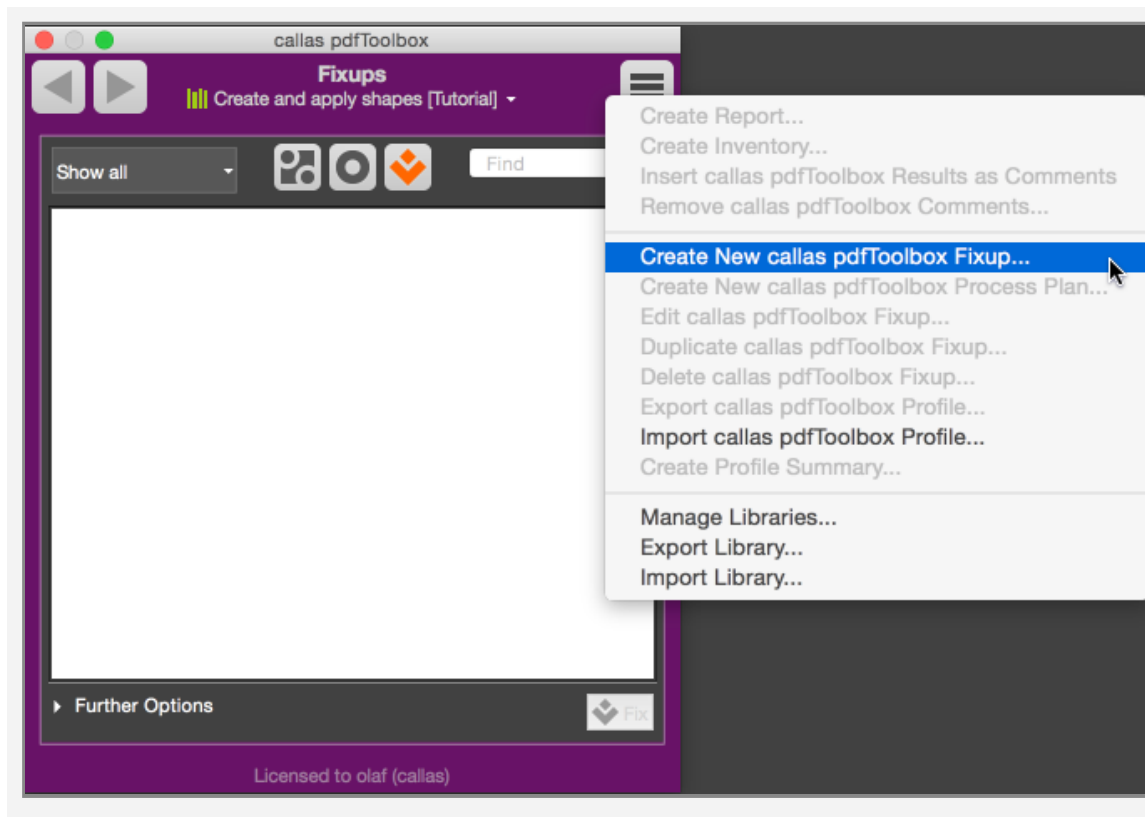 callas pdfToolbox
Fixups
Create and apply shapes [Tutorial]
Show all
Find
Create Report...
Create Inventory...
Insert callas pdfToolbox Results as Comments
Remove callas pdfToolbox Comments...
Create New callas pdfToolbox Fixup...
Create New callas pdfToolbox Process Plan...
Edit callas pdfToolbox Fixup...
Duplicate callas pdfToolbox Fixup...
Delete callas pdfToolbox Fixup...
Export callas pdfToolbox Profile...
Import callas pdfToolbox Profile...
Create Profile Summary...
Manage Libraries...
Export Library...
Import Library...
Further Options
Fix
Licensed to olaf (callas)